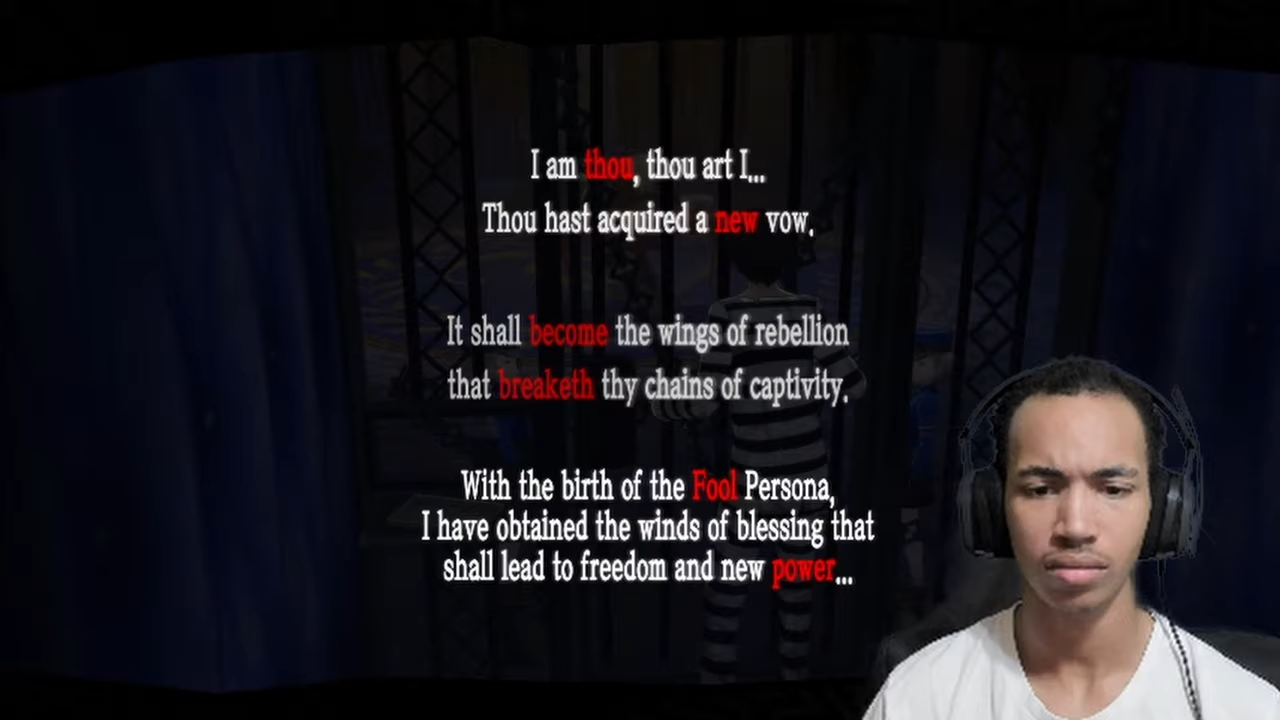 I am thou, thou art I...
Thou hast acquired a new vow.
It shall become the wings of rebellion
that breaketh thy chains of captivity.
With the birth of the Fool Persona,
I have obtained the winds of blessing that
shall lead to freedom and new power...